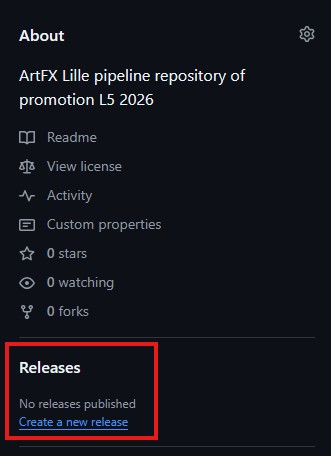 About
ArtFX Lille pipeline repository of
promotion L5 2026
Readme
View license
Activity
Custom properties
0 stars
0 watching
0 forks
Releases
No releases published
Create a new release